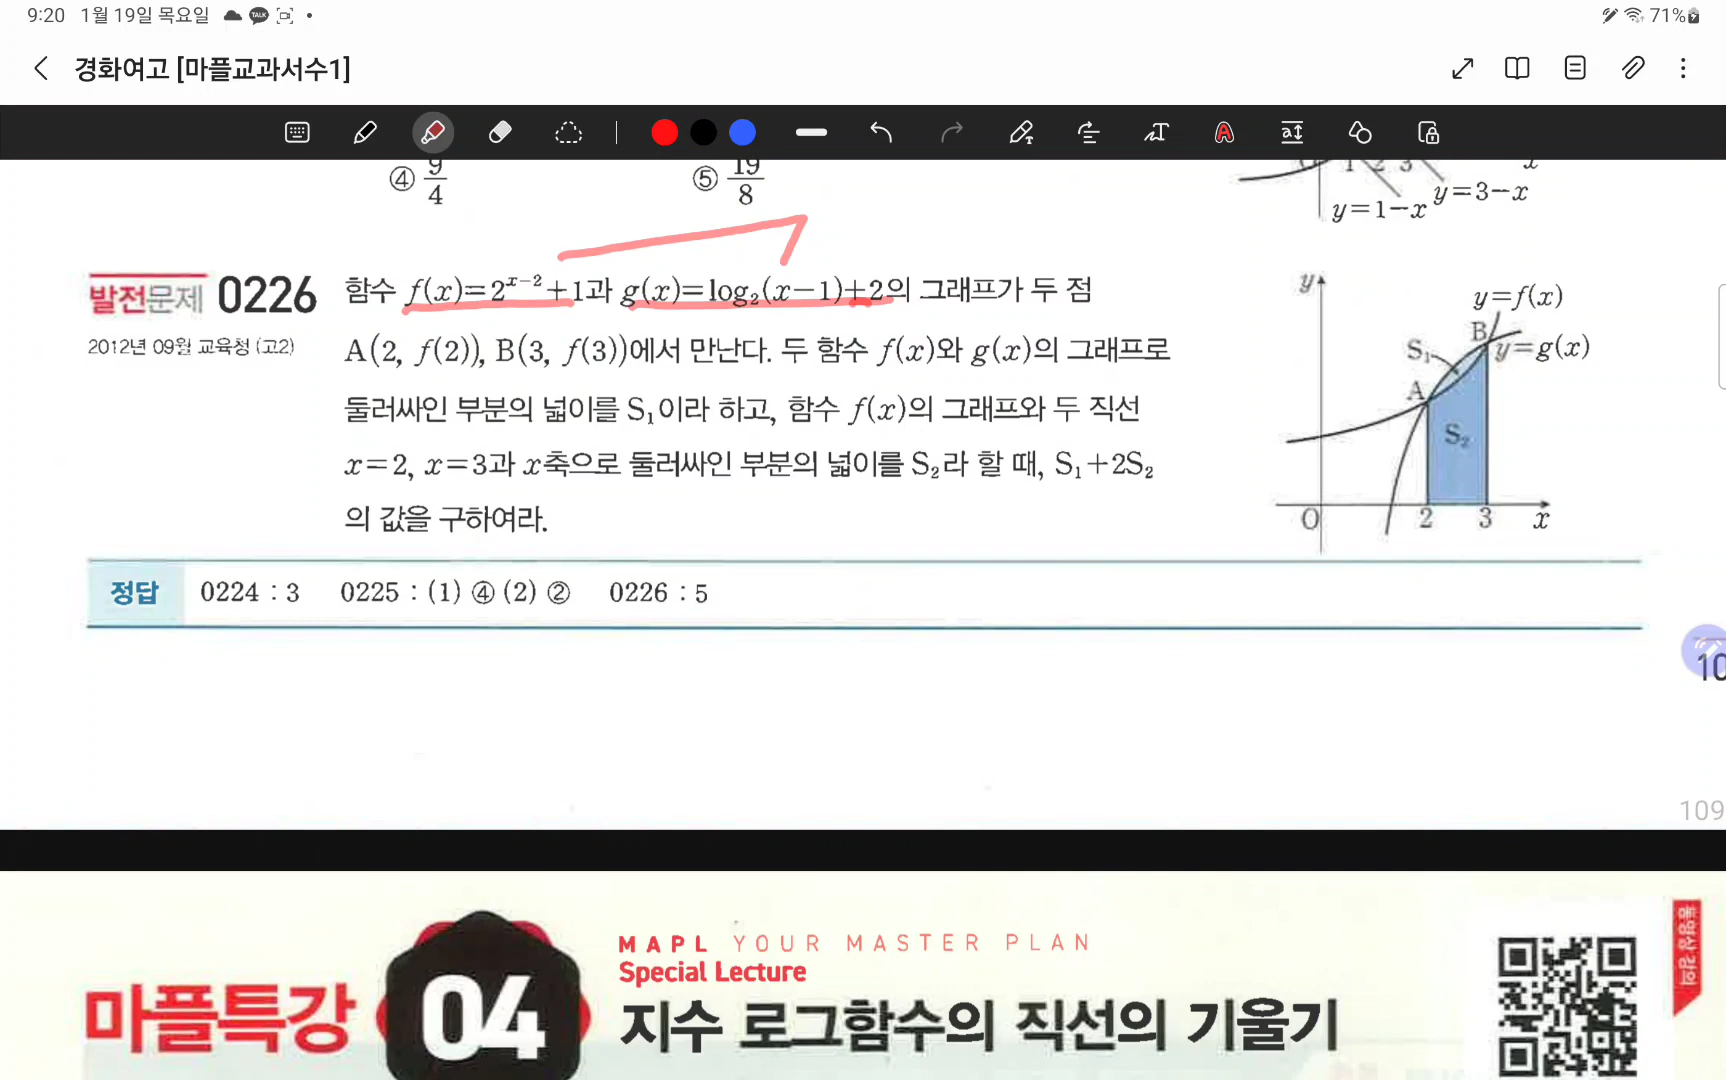 9:20 1월 19일 목요일
71%
경화여고 [마플교과서수1]
④ 9/4 ⑤ 19/8
1 2 3 x
y=1-x y=3-x
발전문제 0226 함수 f(x)=2^{x-2}+1과 g(x)=log₂(x-1)+2의 그래프가 두 점
2012년 09월 교육청 (고2)
A(2, f(2)), B(3, f(3))에서 만난다. 두 함수 f(x)와 g(x)의 그래프로
둘러싸인 부분의 넓이를 S₁이라 하고, 함수 f(x)의 그래프와 두 직선
x=2, x=3과 x축으로 둘러싸인 부분의 넓이를 S₂라 할 때, S₁+2S₂
의 값을 구하여라.
y
y=f(x)
B
S₁ y=g(x)
A
S₂
O 2 3 x
정답 0224 : 3 0225 : (1) ④ (2) ② 0226 : 5
10
109
MAPL YOUR MASTER PLAN
Special Lecture
마플특강 04 지수 로그함수의 직선의 기울기
동영상 강의